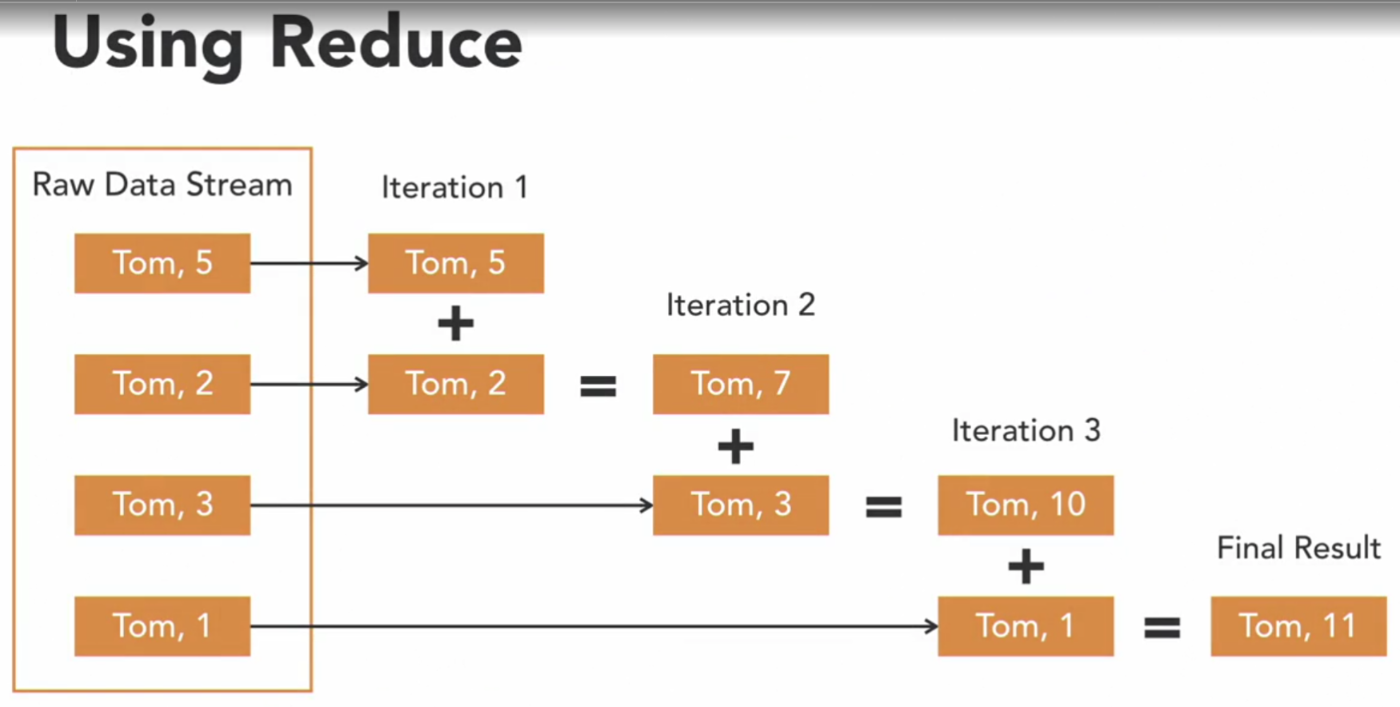 Using Reduce
Raw Data Stream
Iteration 1
Tom, 5
Tom, 5
+
Iteration 2
Tom, 2
Tom, 2
=
Tom, 7
+
Iteration 3
Tom, 3
Tom, 3
=
Tom, 10
+
Final Result
Tom, 1
Tom, 1
=
Tom, 11